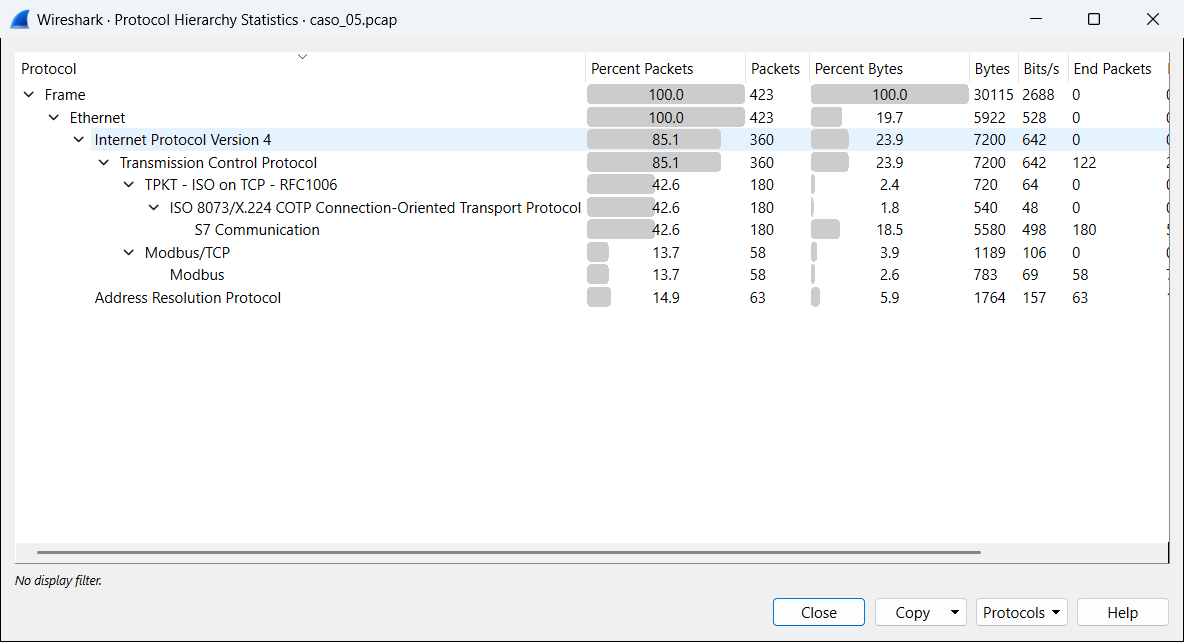 Wireshark · Protocol Hierarchy Statistics · caso_05.pcap
Protocol Percent Packets Packets Percent Bytes Bytes Bits/s End Packets
Frame 100.0 423 100.0 30115 2688 0
Ethernet 100.0 423 19.7 5922 528 0
Internet Protocol Version 4 85.1 360 23.9 7200 642 0
Transmission Control Protocol 85.1 360 23.9 7200 642 122
TPKT - ISO on TCP - RFC1006 42.6 180 2.4 720 64 0
ISO 8073/X.224 COTP Connection-Oriented Transport Protocol 42.6 180 1.8 540 48 0
S7 Communication 42.6 180 18.5 5580 498 180
Modbus/TCP 13.7 58 3.9 1189 106 0
Modbus 13.7 58 2.6 783 69 58
Address Resolution Protocol 14.9 63 5.9 1764 157 63
No display filter.
Close Copy Protocols Help